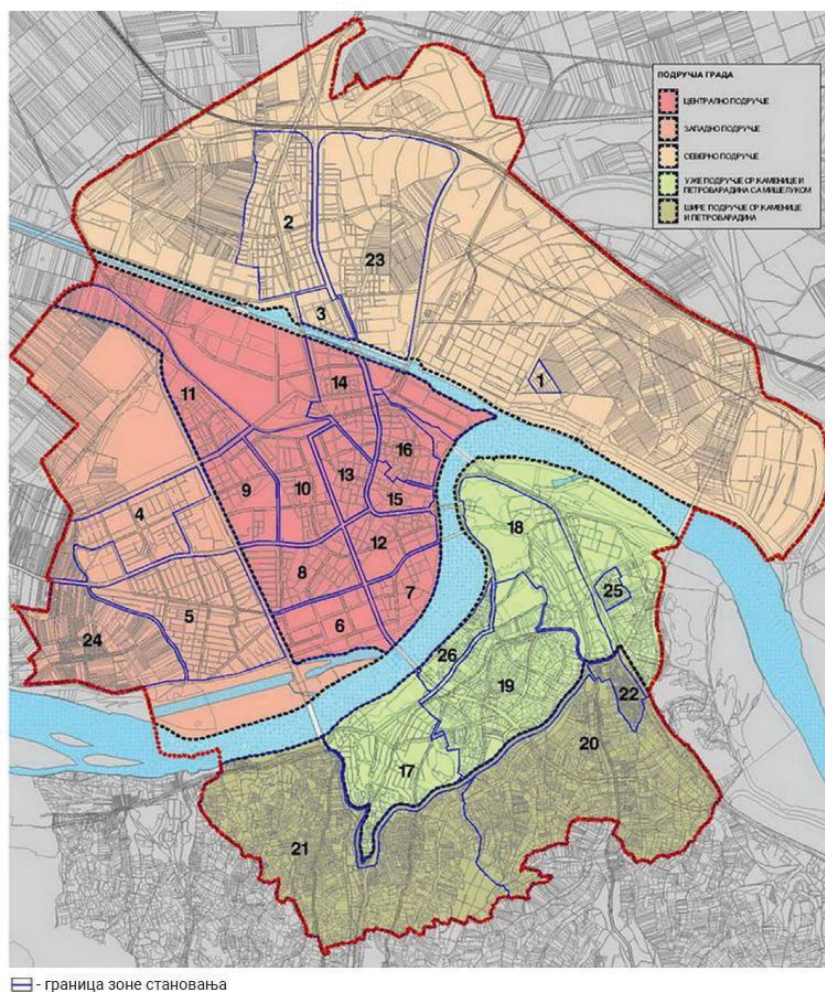 ПОДРУЧЈА ГРАДА
ЦЕНТРАЛНО ПОДРУЧЈЕ
ЗАПАДНО ПОДРУЧЈЕ
СЕВЕРНО ПОДРУЧЈЕ
УЖЕ ПОДРУЧЈЕ СР.КАМЕНИЦЕ И
ПЕТРОВАРАДИНА СА МИШЕЛУКОМ
ШИРЕ ПОДРУЧЈЕ СР.КАМЕНИЦЕ
И ПЕТРОВАРАДИНА
2
23
3
1
14
11
16
13
9
10
15
4
18
12
8
25
7
5
6
24
26
19
22
20
17
21
- граница зоне становања